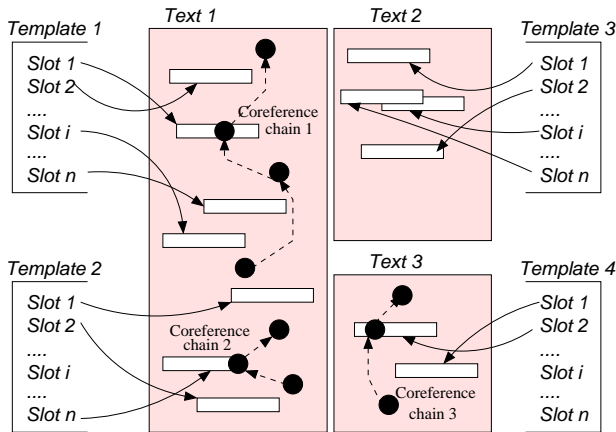 Template 1
Slot 1
Slot 2
....
Slot i
....
Slot n
Text 1
Coreference
chain 1
Text 2
Template 3
Slot 1
Slot 2
....
Slot i
....
Slot n
Template 2
Slot 1
Slot 2
....
Slot i
....
Slot n
Coreference
chain 2
Text 3
Coreference
chain 3
Template 4
Slot 1
Slot 2
....
Slot i
....
Slot n